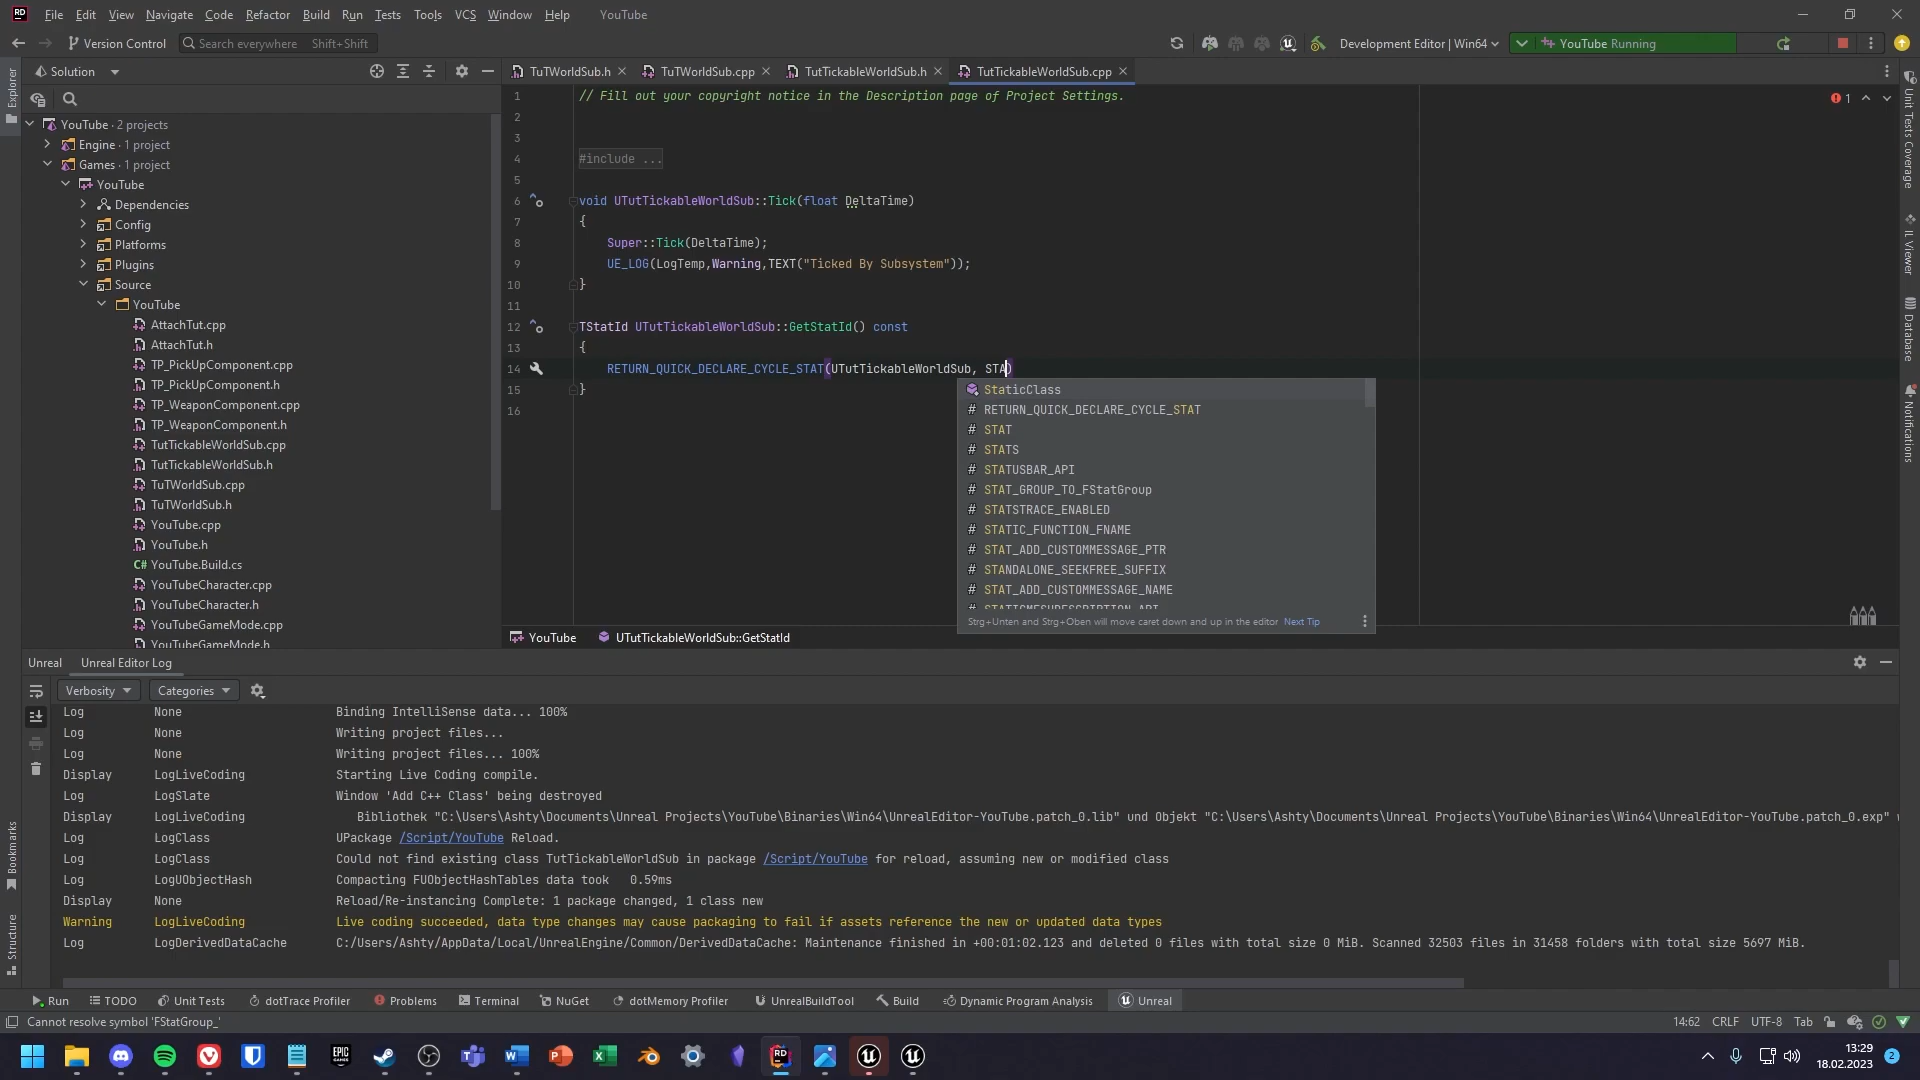 RD File Edit View Navigate Code Refactor Build Run Tests Tools VCS Window Help YouTube
Version Control Search everywhere Shift+Shift Development Editor | Win64 YouTube Running
Explorer
Solution
YouTube · 2 projects
Engine · 1 project
Games · 1 project
YouTube
Dependencies
Config
Platforms
Plugins
Source
YouTube
AttachTut.cpp
AttachTut.h
TP_PickUpComponent.cpp
TP_PickUpComponent.h
TP_WeaponComponent.cpp
TP_WeaponComponent.h
TutTickableWorldSub.cpp
TutTickableWorldSub.h
TuTWorldSub.cpp
TuTWorldSub.h
YouTube.cpp
YouTube.h
C# YouTube.Build.cs
YouTubeCharacter.cpp
YouTubeCharacter.h
YouTubeGameMode.cpp
YouTubeGameMode.h
TuTWorldSub.h TuTWorldSub.cpp TutTickableWorldSub.h TutTickableWorldSub.cpp
1 // Fill out your copyright notice in the Description page of Project Settings.
2
3
4 #include ...
5
6 void UTutTickableWorldSub::Tick(float DeltaTime)
7 {
8 Super::Tick(DeltaTime);
9 UE_LOG(LogTemp,Warning,TEXT("Ticked By Subsystem"));
10 }
11
12 TStatId UTutTickableWorldSub::GetStatId() const
13 {
14 RETURN_QUICK_DECLARE_CYCLE_STAT(UTutTickableWorldSub, STA)
15 }
16
1
StaticClass
# RETURN_QUICK_DECLARE_CYCLE_STAT
# STAT
# STATS
# STATUSBAR_API
# STAT_GROUP_TO_FStatGroup
# STATSTRACE_ENABLED
# STATIC_FUNCTION_FNAME
# STAT_ADD_CUSTOMMESSAGE_PTR
# STANDALONE_SEEKFREE_SUFFIX
# STAT_ADD_CUSTOMMESSAGE_NAME
# STATICMESHDESCRIPTION_API
Strg+Unten and Strg+Oben will move caret down and up in the editor Next Tip
YouTube UTutTickableWorldSub::GetStatId
Unit Tests Coverage
IL Viewer
Database
Notifications
Unreal Unreal Editor Log
Verbosity Categories
Log None Binding IntelliSense data... 100%
Log None Writing project files...
Log None Writing project files... 100%
Display LogLiveCoding Starting Live Coding compile.
Log LogSlate Window 'Add C++ Class' being destroyed
Display LogLiveCoding Bibliothek "C:\Users\Ashty\Documents\Unreal Projects\YouTube\Binaries\Win64\UnrealEditor-YouTube.patch_0.lib" und Objekt "C:\Users\Ashty\Documents\Unreal Projects\YouTube\Binaries\Win64\UnrealEditor-YouTube.patch_0.exp" w
Log LogClass UPackage /Script/YouTube Reload.
Log LogClass Could not find existing class TutTickableWorldSub in package /Script/YouTube for reload, assuming new or modified class
Log LogUObjectHash Compacting FUObjectHashTables data took 0.59ms
Display None Reload/Re-instancing Complete: 1 package changed, 1 class new
Warning LogLiveCoding Live coding succeeded, data type changes may cause packaging to fail if assets reference the new or updated data types
Log LogDerivedDataCache C:/Users/Ashty/AppData/Local/UnrealEngine/Common/DerivedDataCache: Maintenance finished in +00:01:02.123 and deleted 0 files with total size 0 MiB. Scanned 32503 files in 31458 folders with total size 5697 MiB.
Bookmarks
Structure
Run TODO Unit Tests dotTrace Profiler Problems Terminal NuGet dotMemory Profiler UnrealBuildTool Build Dynamic Program Analysis Unreal
Cannot resolve symbol 'FStatGroup_' 14:62 CRLF UTF-8 Tab
EPIC GAMES
13:29
18.02.2023
2